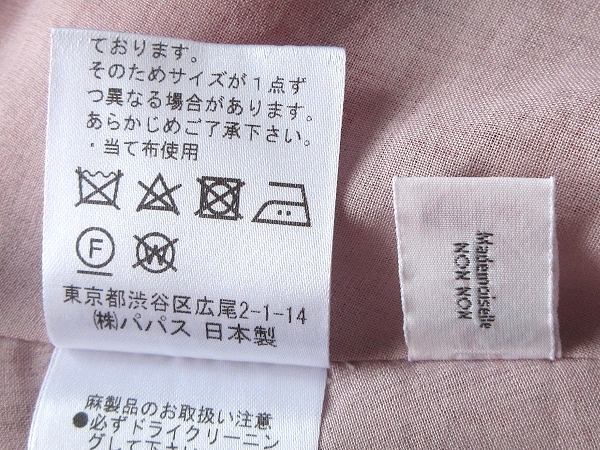 ております。
そのためサイズが1点ず
つ異なる場合があります。
あらかじめご了承下さい。
・当て布使用
F
W
東京都渋谷区広尾2-1-14
㈱パパス 日本製
麻製品のお取扱い注意
●必ずドライクリーニン
グして下さい
Mademoiselle
NON NON